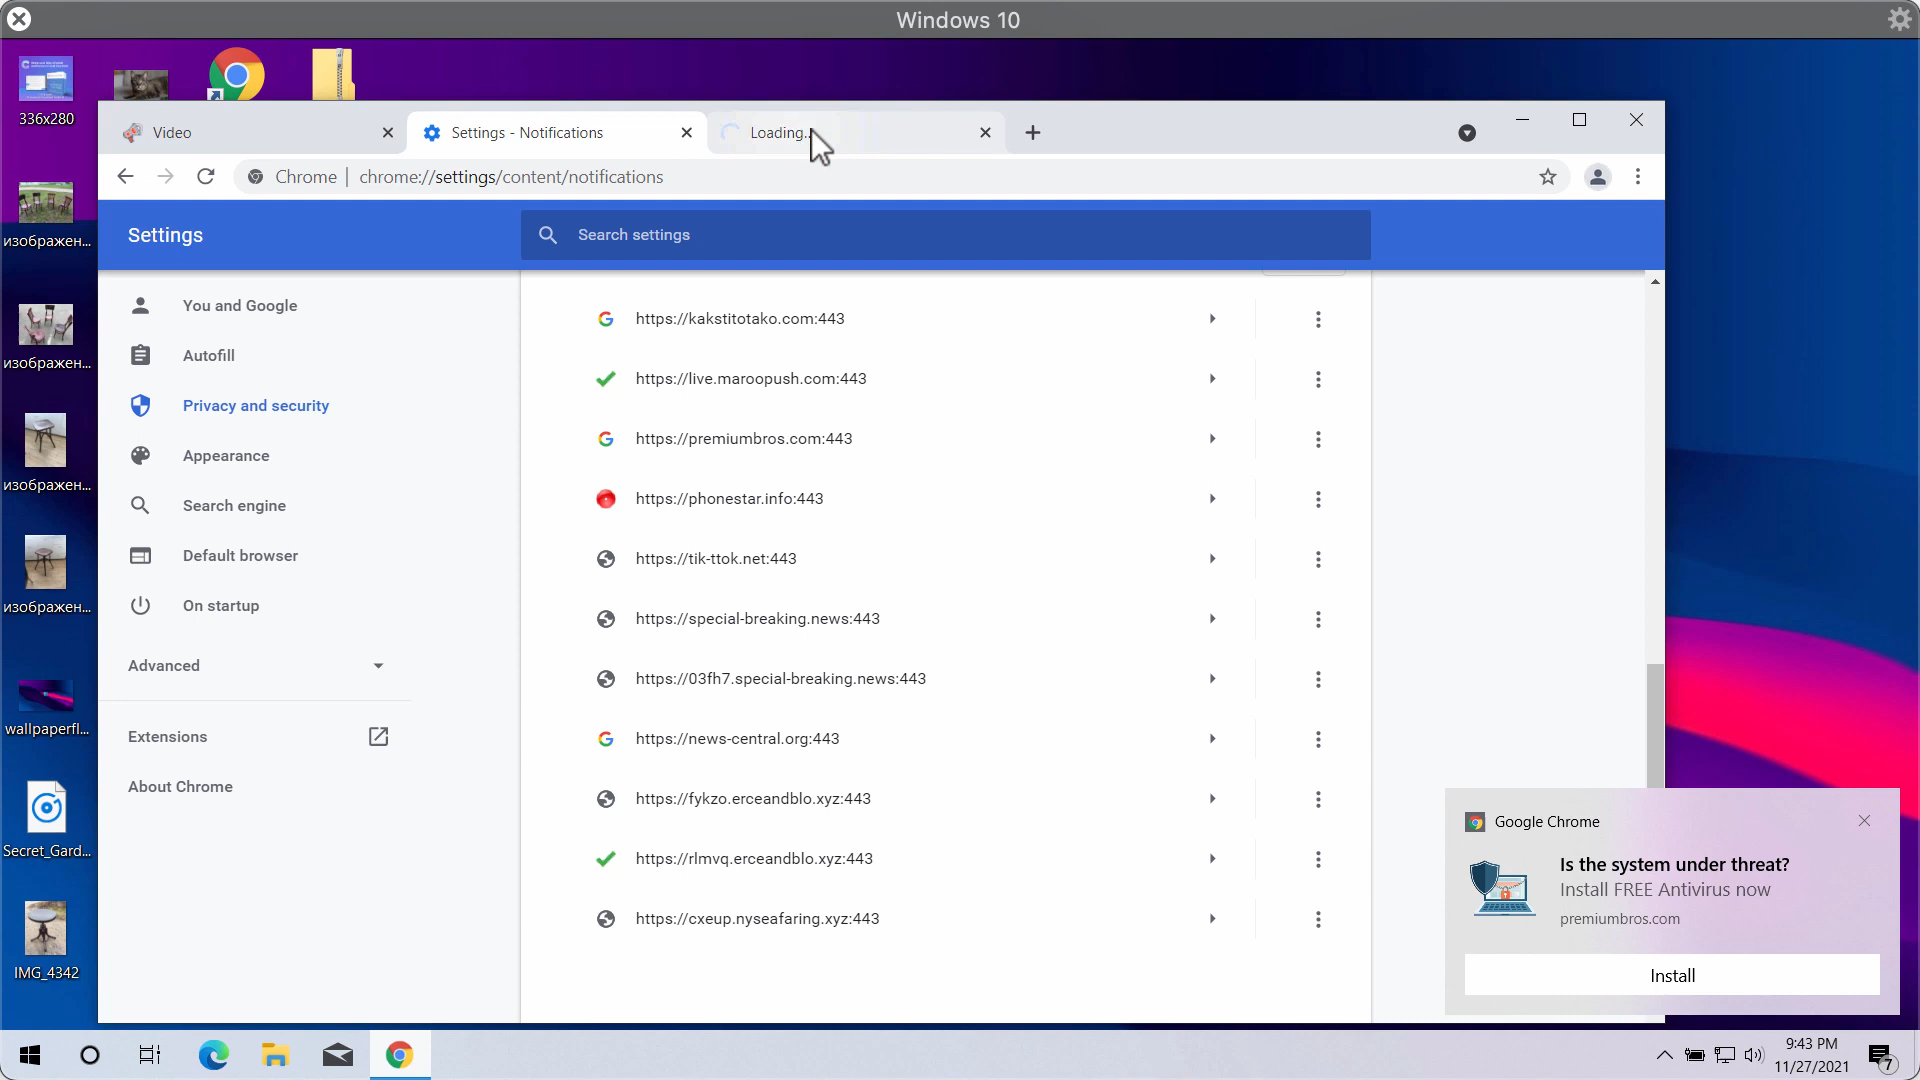 Windows 10
336x280
изображен...
изображен...
изображен...
изображен...
wallpaperfl...
Secret_Gard...
IMG_4342
Video
Settings - Notifications
Loading...
Chrome | chrome://settings/content/notifications
Settings
Search settings
You and Google
Autofill
Privacy and security
Appearance
Search engine
Default browser
On startup
Advanced
Extensions
About Chrome
https://kakstitotako.com:443
https://live.maroopush.com:443
https://premiumbros.com:443
https://phonestar.info:443
https://tik-ttok.net:443
https://special-breaking.news:443
https://03fh7.special-breaking.news:443
https://news-central.org:443
https://fykzo.erceandblo.xyz:443
https://rlmvq.erceandblo.xyz:443
https://cxeup.nyseafaring.xyz:443
Google Chrome
Is the system under threat?
Install FREE Antivirus now
premiumbros.com
Install
9:43 PM
11/27/2021
7